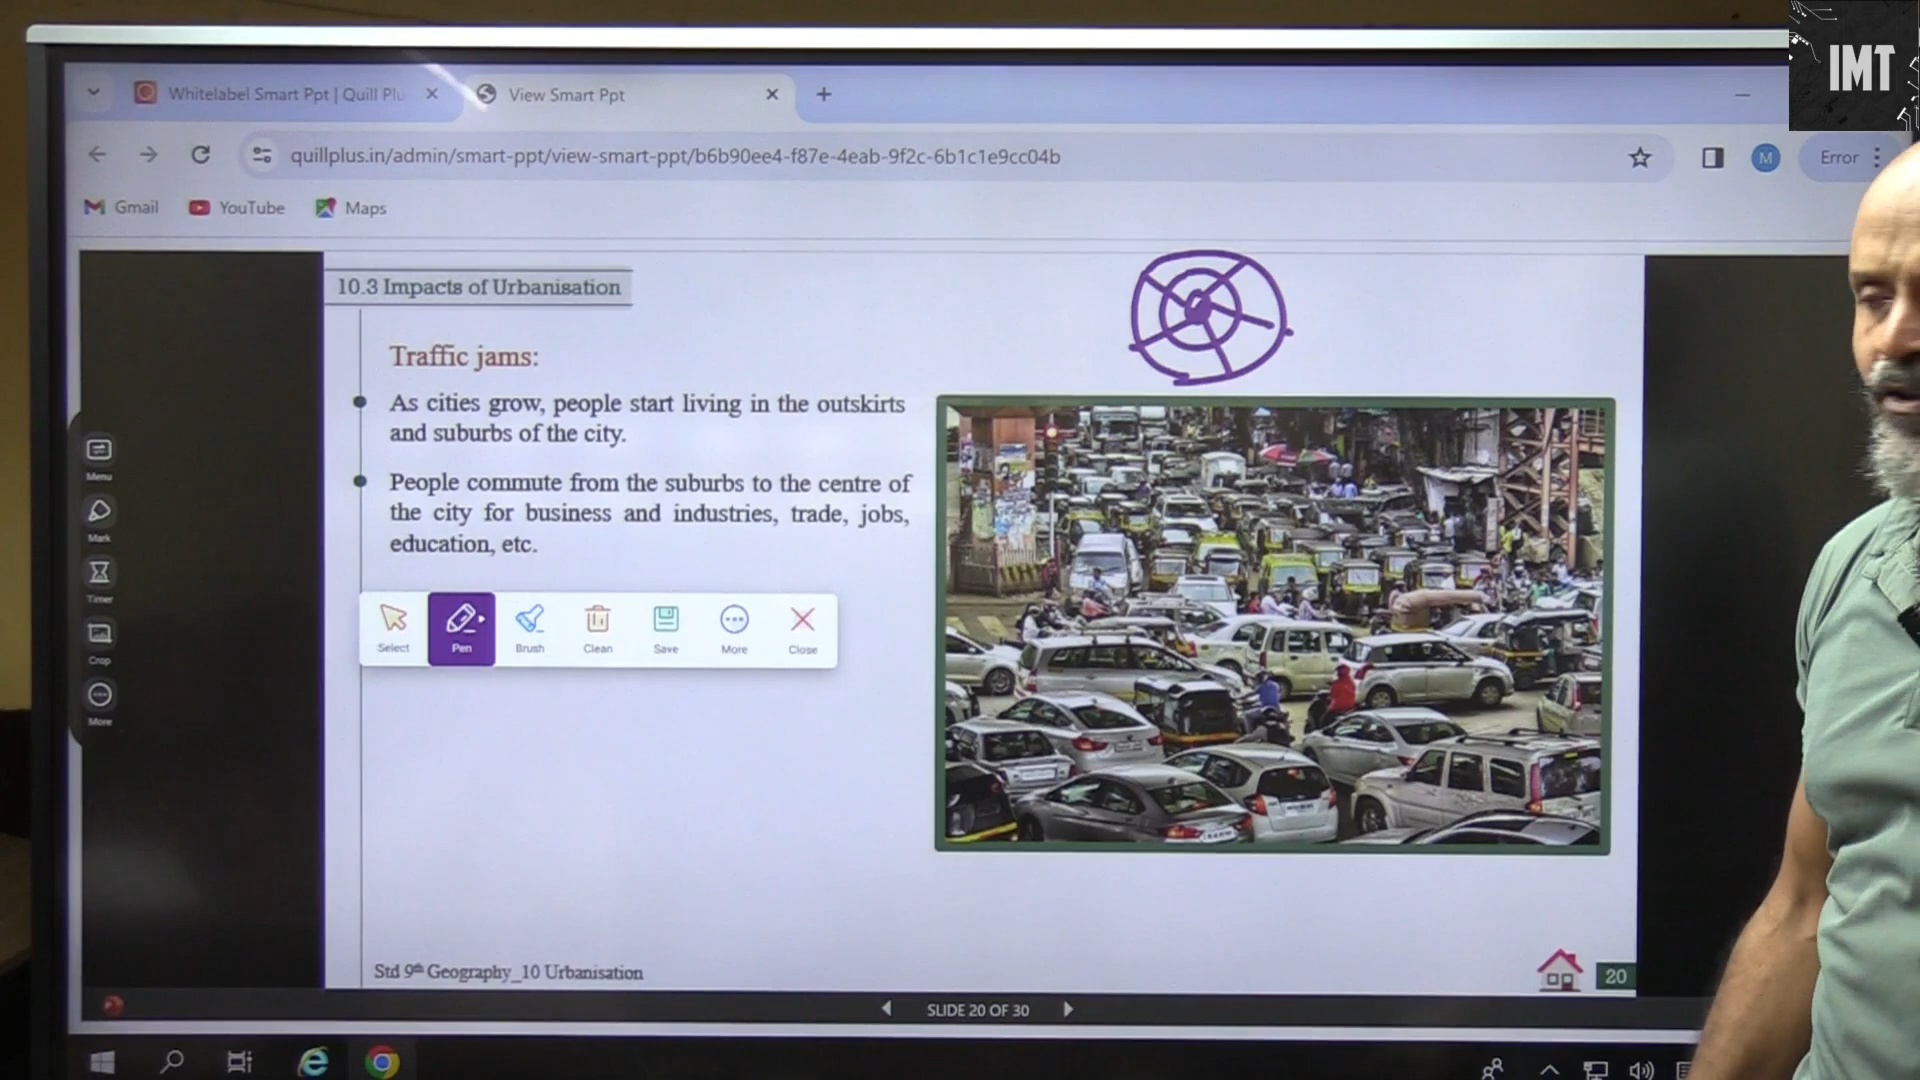 IMT
Whitelabel Smart Ppt | Quill Plu
View Smart Ppt
quillplus.in/admin/smart-ppt/view-smart-ppt/b6b90ee4-f87e-4eab-9f2c-6b1c1e9cc04b
M
Error
Gmail
YouTube
Maps
10.3 Impacts of Urbanisation
Traffic jams:
As cities grow, people start living in the outskirts
and suburbs of the city.
People commute from the suburbs to the centre of
the city for business and industries, trade, jobs,
education, etc.
Menu
Mark
Timer
Crop
More
Select
Pen
Brush
Clean
Save
More
Close
Std 9th Geography_10 Urbanisation
20
SLIDE 20 OF 30